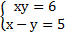 xy = 6
x − y = 5